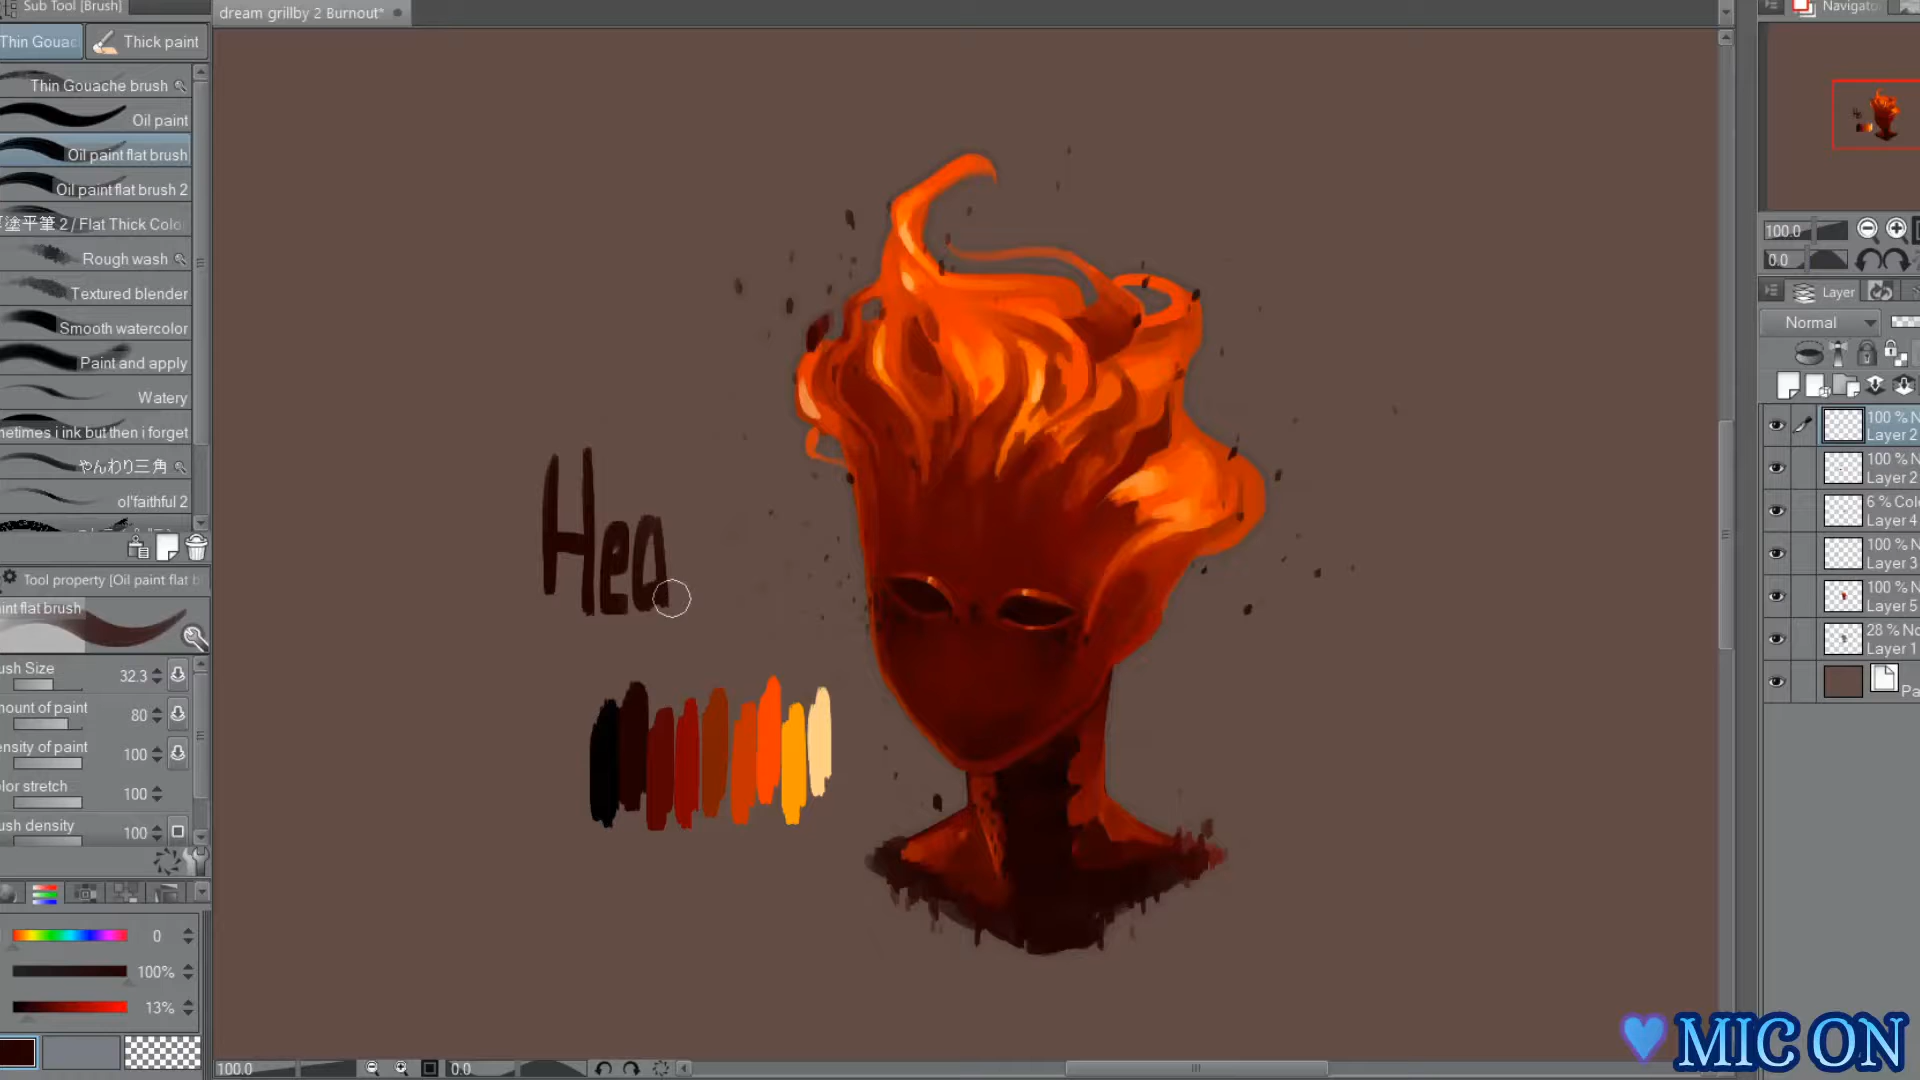 Sub Tool [Brush]
dream grillby 2 Burnout*
Navigato
Thin Gouac
Thick paint
Thin Gouache brush
Oil paint
Oil paint flat brush
Oil paint flat brush 2
塗平筆 2 / Flat Thick Colo
Rough wash
Textured blender
Smooth watercolor
Paint and apply
Watery
netimes i ink but then i forget
やんわり三角
ol'faithful 2
Tool property [Oil paint flat b
int flat brush
ush Size 32.3
nount of paint 80
ensity of paint 100
olor stretch 100
ush density 100
0
100%
13%
Hea
100.0
0.0
100.0
0.0
Layer
Normal
100 % N
Layer 2
100 % N
Layer 2
6 % Colo
Layer 4
100 % N
Layer 3
100 % N
Layer 5
28 % No
Layer 1
Pa
MIC ON